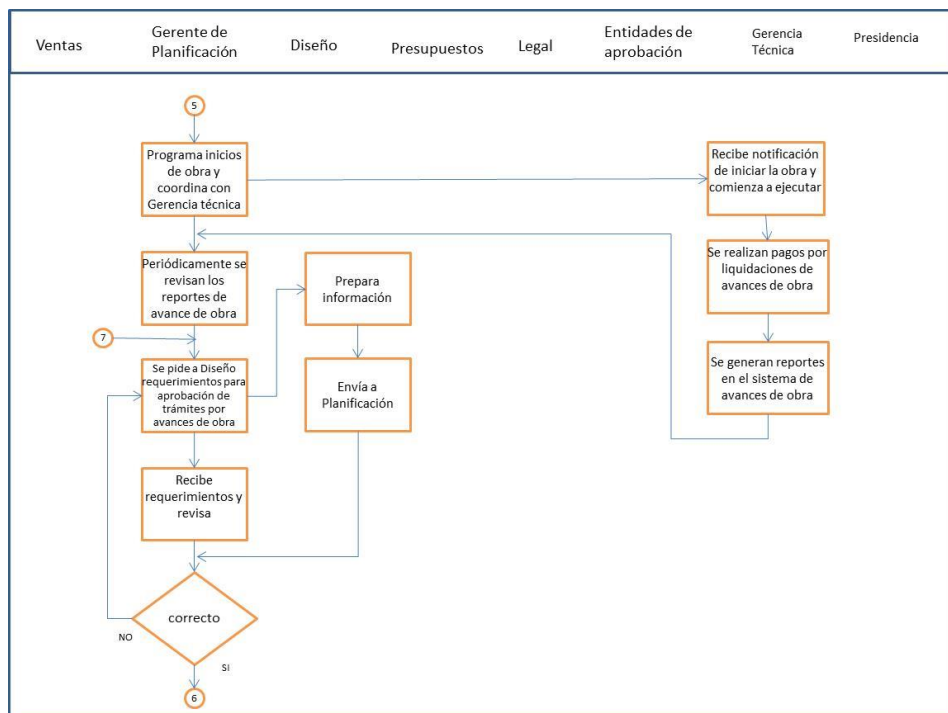 Ventas
Gerente de
Planificación
Diseño
Presupuestos
Legal
Entidades de
aprobación
Gerencia
Técnica
Presidencia
5
Programa inicios
de obra y
coordina con
Gerencia técnica
Recibe notificación
de iniciar la obra y
comienza a ejecutar
Periódicamente se
revisan los
reportes de
avance de obra
Prepara
información
Se realizan pagos por
liquidaciones de
avances de obra
7
Se pide a Diseño
requerimientos para
aprobación de
trámites por
avances de obra
Envía a
Planificación
Se generan reportes
en el sistema de
avances de obra
Recibe
requerimientos y
revisa
correcto
NO
SI
6